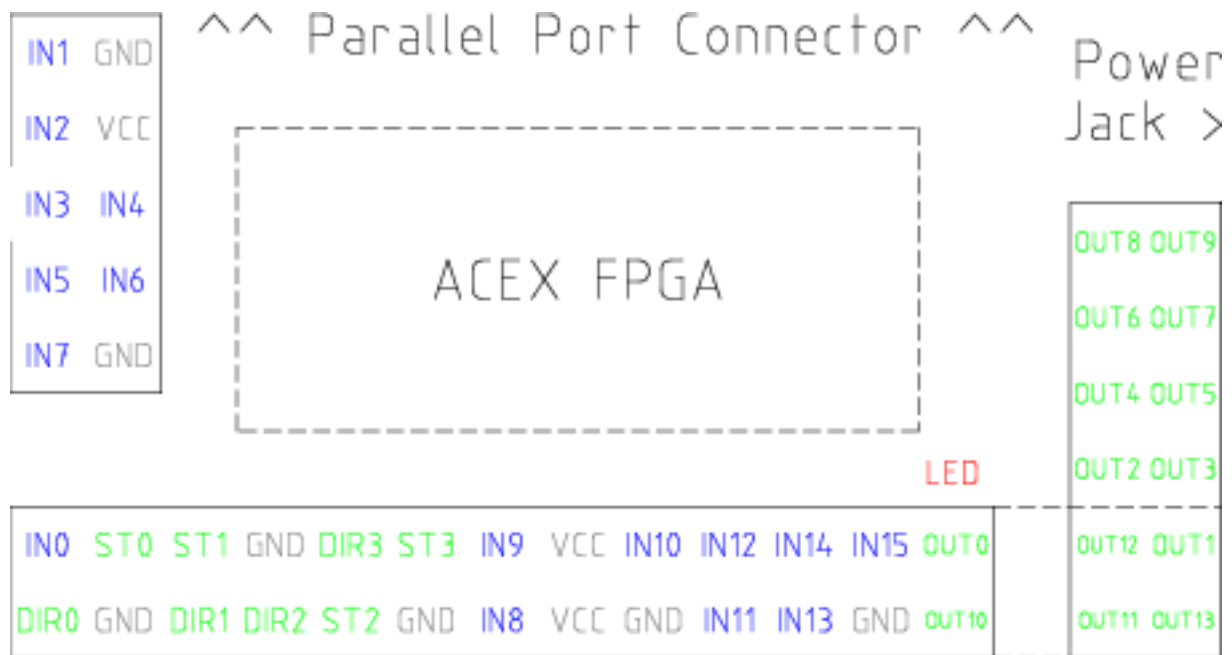 ^^ Parallel Port Connector ^^
Power
Jack >
IN1 GND
IN2 VCC
IN3 IN4
IN5 IN6
IN7 GND
ACEX FPGA
OUT8 OUT9
OUT6 OUT7
OUT4 OUT5
OUT2 OUT3
OUT12 OUT1
OUT11 OUT13
LED
IN0 ST0 ST1 GND DIR3 ST3 IN9 VCC IN10 IN12 IN14 IN15 OUT0
DIR0 GND DIR1 DIR2 ST2 GND IN8 VCC GND IN11 IN13 GND OUT10